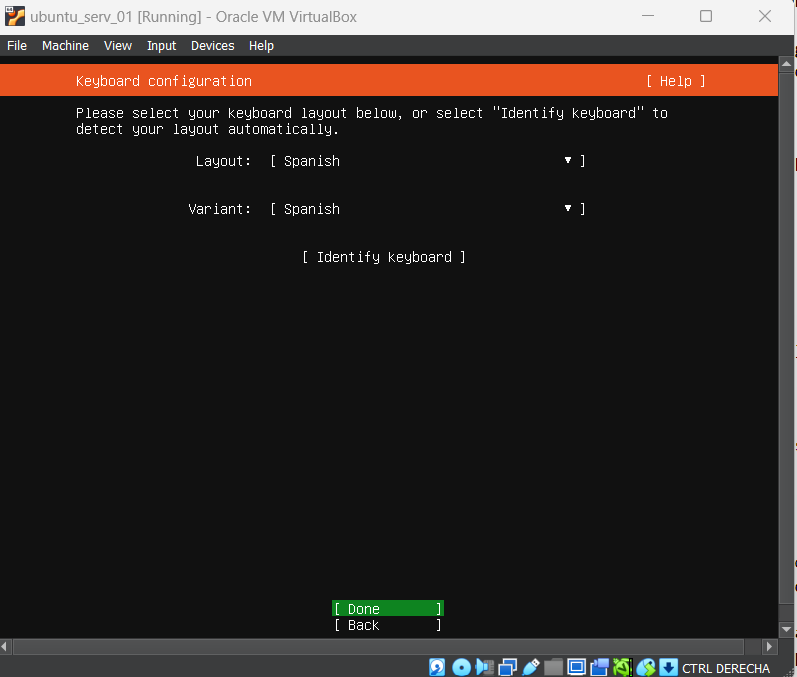 ubuntu_serv_01 [Running] - Oracle VM VirtualBox
File Machine View Input Devices Help
Keyboard configuration [ Help ]
Please select your keyboard layout below, or select "Identify keyboard" to
detect your layout automatically.
Layout: [ Spanish ▾ ]
Variant: [ Spanish ▾ ]
[ Identify keyboard ]
[ Done ]
[ Back ]
CTRL DERECHA